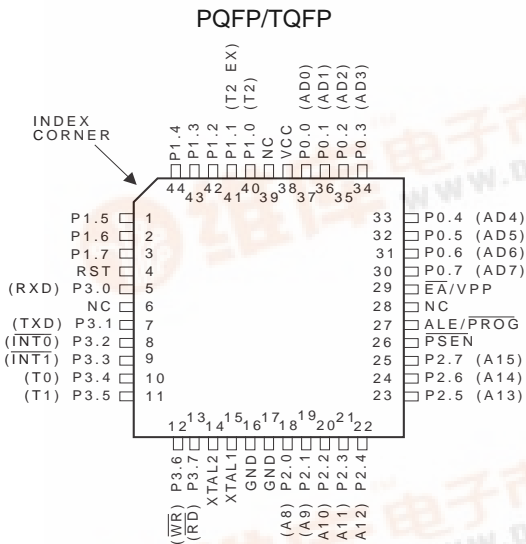 PQFP/TQFP
INDEX
CORNER
P1.4
P1.3
P1.2
P1.1 (T2 EX)
P1.0 (T2)
NC
VCC
P0.0 (AD0)
P0.1 (AD1)
P0.2 (AD2)
P0.3 (AD3)
44
43
42
41
40
39
38
37
36
35
34
P1.5 1
P1.6 2
P1.7 3
RST 4
(RXD) P3.0 5
NC 6
(TXD) P3.1 7
(INT0) P3.2 8
(INT1) P3.3 9
(T0) P3.4 10
(T1) P3.5 11
33 P0.4 (AD4)
32 P0.5 (AD5)
31 P0.6 (AD6)
30 P0.7 (AD7)
29 EA/VPP
28 NC
27 ALE/PROG
26 PSEN
25 P2.7 (A15)
24 P2.6 (A14)
23 P2.5 (A13)
12
13
14
15
16
17
18
19
20
21
22
(WR) P3.6
(RD) P3.7
XTAL2
XTAL1
GND
GND
(A8) P2.0
(A9) P2.1
(A10) P2.2
(A11) P2.3
(A12) P2.4